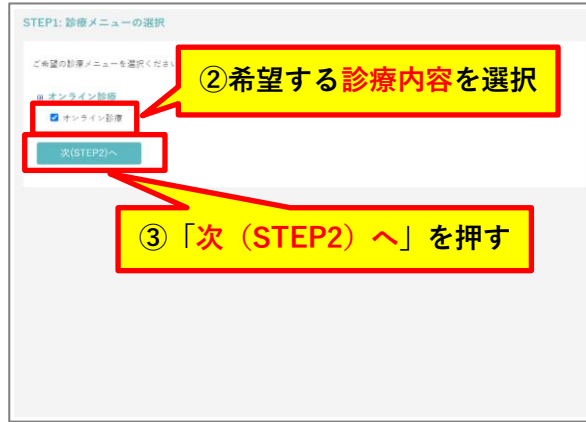 STEP1: 診療メニューの選択
ご希望の診療メニューを選択ください
②希望する診療内容を選択
オンライン診療
オンライン診療
次(STEP2)へ
③「次（STEP2）へ」を押す